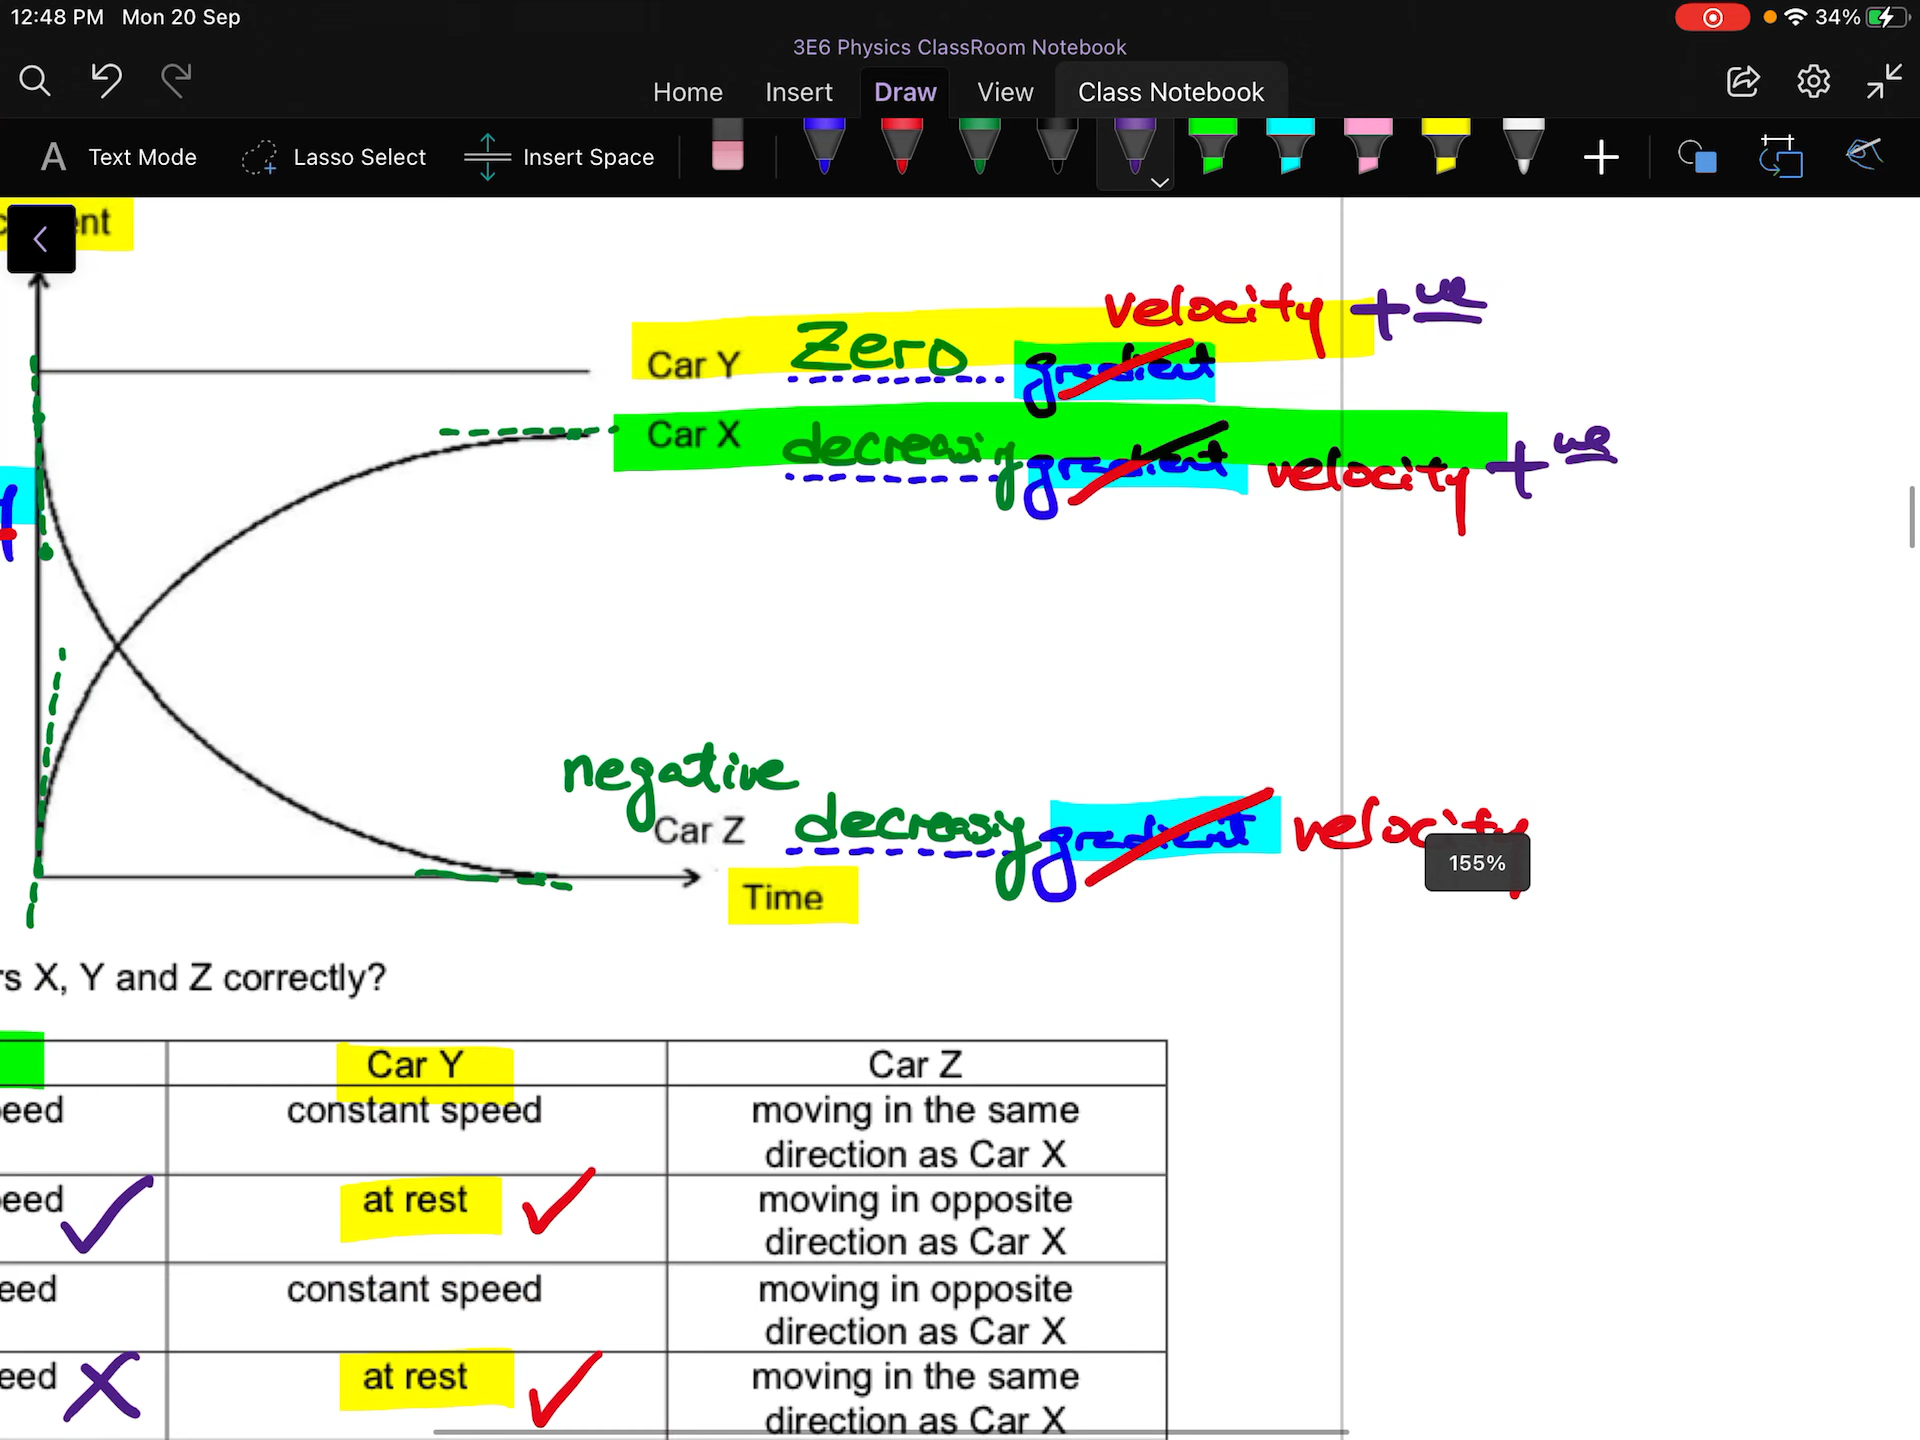 12:48 PM Mon 20 Sep
34%
3E6 Physics ClassRoom Notebook
Home Insert Draw View Class Notebook
A Text Mode Lasso Select Insert Space
ent
velocity +ve
Car Y Zero gradient
Car X decreasing gradient velocity +ve
negative
Car Z decreasing gradient velocity
155%
Time
rs X, Y and Z correctly?
Car Y Car Z
eed constant speed moving in the same
direction as Car X
peed at rest moving in opposite
direction as Car X
eed constant speed moving in opposite
direction as Car X
eed at rest moving in the same
direction as Car X